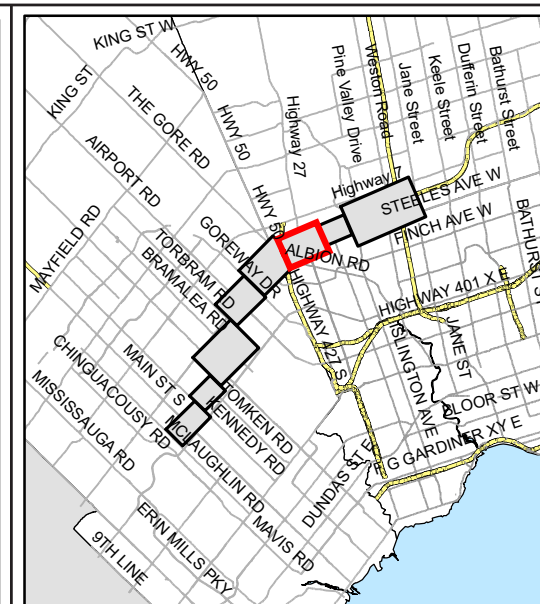 KING ST W
HWY 50
KING ST
THE GORE RD
HWY 50
Highway 27
Pine Valley Drive
Weston Road
Jane Street
Keele Street
Dufferin Street
Bathurst Street
AIRPORT RD
MAYFIELD RD
HWY 50
Highway 7
STEELES AVE W
FINCH AVE W
ALBION RD
GOREWAY DR
TORBRAM RD
BRAMALEA RD
HIGHWAY 427 S
HIGHWAY 401 X E
BATHURST S
ISLINGTON AVE
JANE ST
MAIN ST S
CHINGUACOUSY RD
MISSISSAUGA RD
TOMKEN RD
KENNEDY RD
MCLAUGHLIN RD
BLOOR ST W
F G GARDINER XY E
DUNDAS ST E
MAVIS RD
ERIN MILLS PKY
9TH LINE